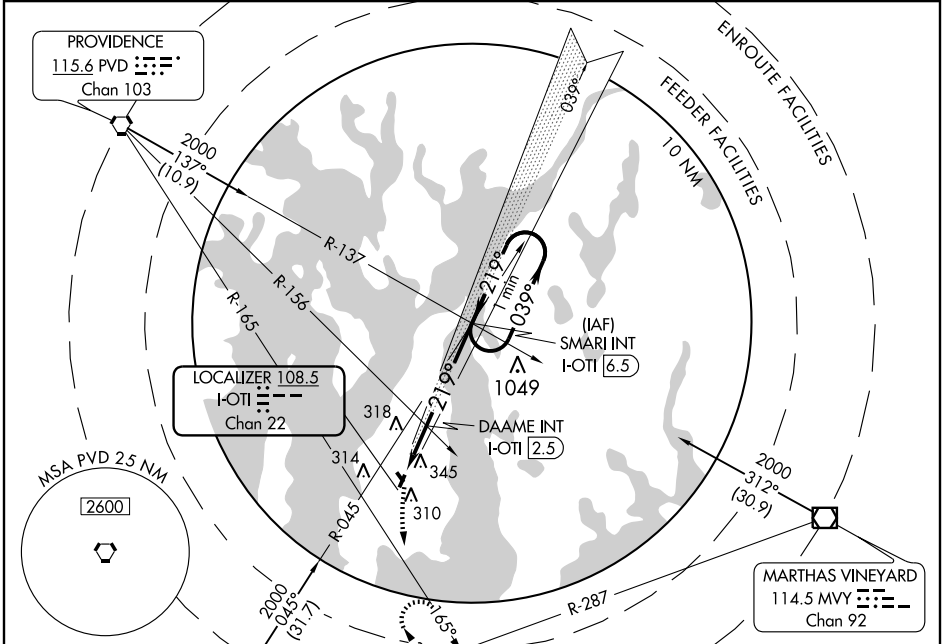 PROVIDENCE
115.6 PVD
Chan 103
ENROUTE FACILITIES
FEEDER FACILITIES
10 NM
039°
2000
137°
(10.9)
R-137
R-156
R-165
219°
1 min
039°
(IAF)
SMARI INT
I-OTI 6.5
1049
LOCALIZER 108.5
I-OTI
Chan 22
219°
318
DAAME INT
I-OTI 2.5
314
345
310
MSA PVD 25 NM
2600
R-045
2000
045°
(31.7)
165°
R-287
2000
312°
(30.9)
MARTHAS VINEYARD
114.5 MVY
Chan 92